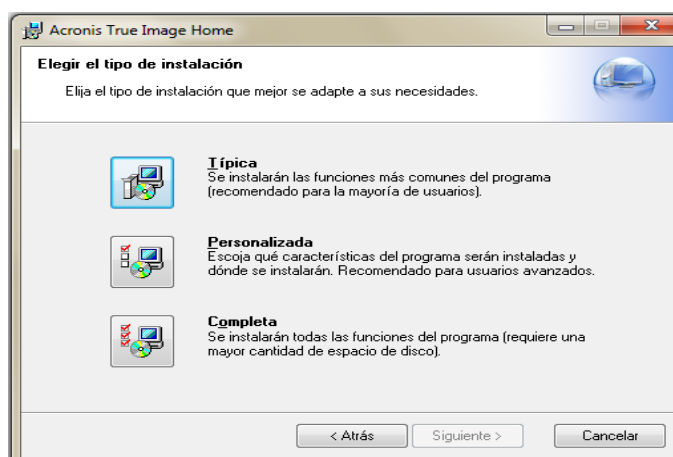 Acronis True Image Home
Elegir el tipo de instalación
Elija el tipo de instalación que mejor se adapte a sus necesidades.
Típica
Se instalarán las funciones más comunes del programa
(recomendado para la mayoría de usuarios).
Personalizada
Escoja qué características del programa serán instaladas y
dónde se instalarán. Recomendado para usuarios avanzados.
Completa
Se instalarán todas las funciones del programa (requiere una
mayor cantidad de espacio de disco).
< Atrás Siguiente > Cancelar